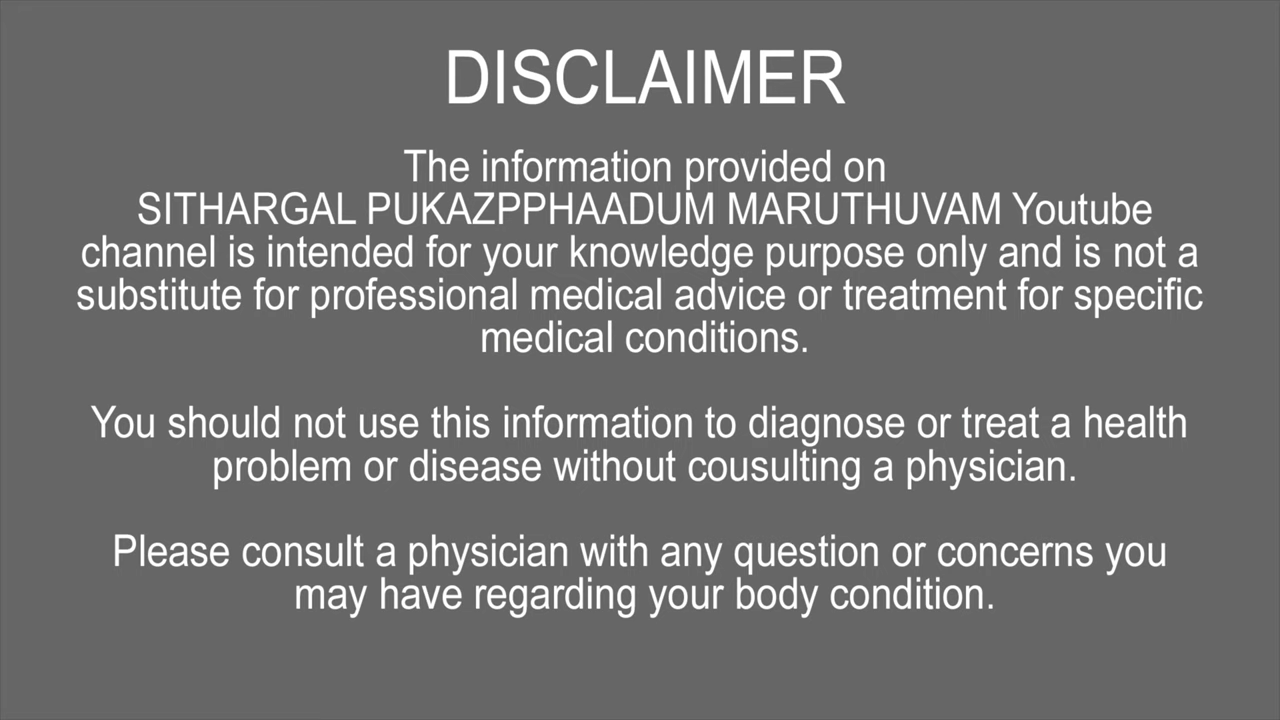 DISCLAIMER
The information provided on
SITHARGAL PUKAZPPHAADUM MARUTHUVAM Youtube
channel is intended for your knowledge purpose only and is not a
substitute for professional medical advice or treatment for specific
medical conditions.
You should not use this information to diagnose or treat a health
problem or disease without cousulting a physician.
Please consult a physician with any question or concerns you
may have regarding your body condition.